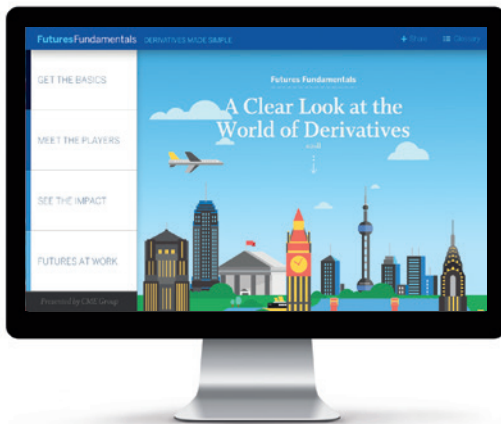 FuturesFundamentals DERIVATIVES MADE SIMPLE
+ Share
Glossary
GET THE BASICS
MEET THE PLAYERS
SEE THE IMPACT
FUTURES AT WORK
Presented by CME Group
Futures Fundamentals
A Clear Look at the
World of Derivatives
scroll